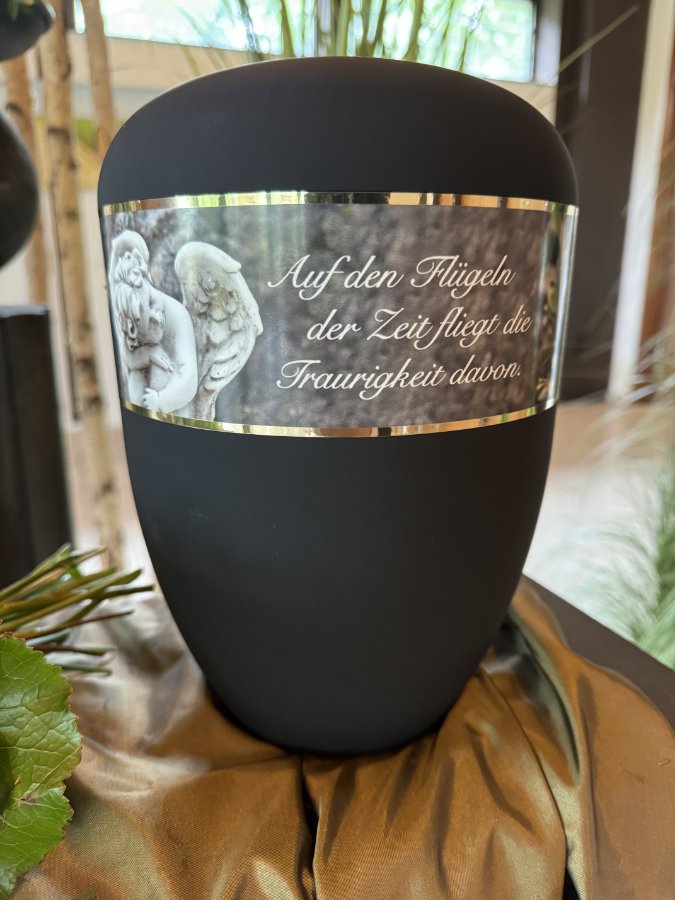 Auf den Flügeln
der Zeit fliegt die
Traurigkeit davon.